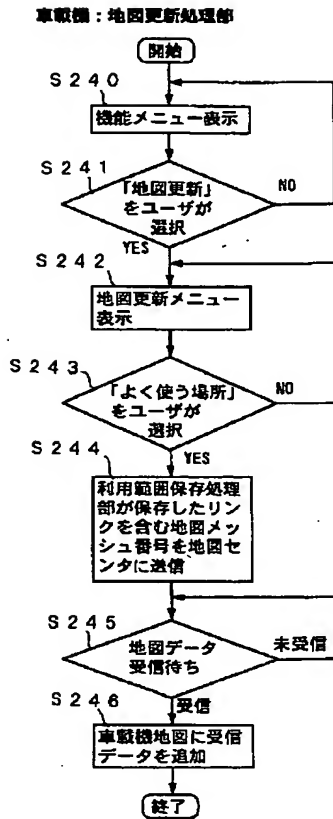 車載機：地図更新処理部
開始
S240
機能メニュー表示
S241
「地図更新」
をユーザが
選択
NO
YES
S242
地図更新メニュー
表示
S243
「よく使う場所」
をユーザが
選択
NO
YES
S244
利用範囲保存処理
部が保存したリン
クを含む地図メッ
シュ番号を地図セ
ンタに送信
S245
地図データ
受信待ち
未受信
受信
S246
車載機地図に受信
データを追加
終了